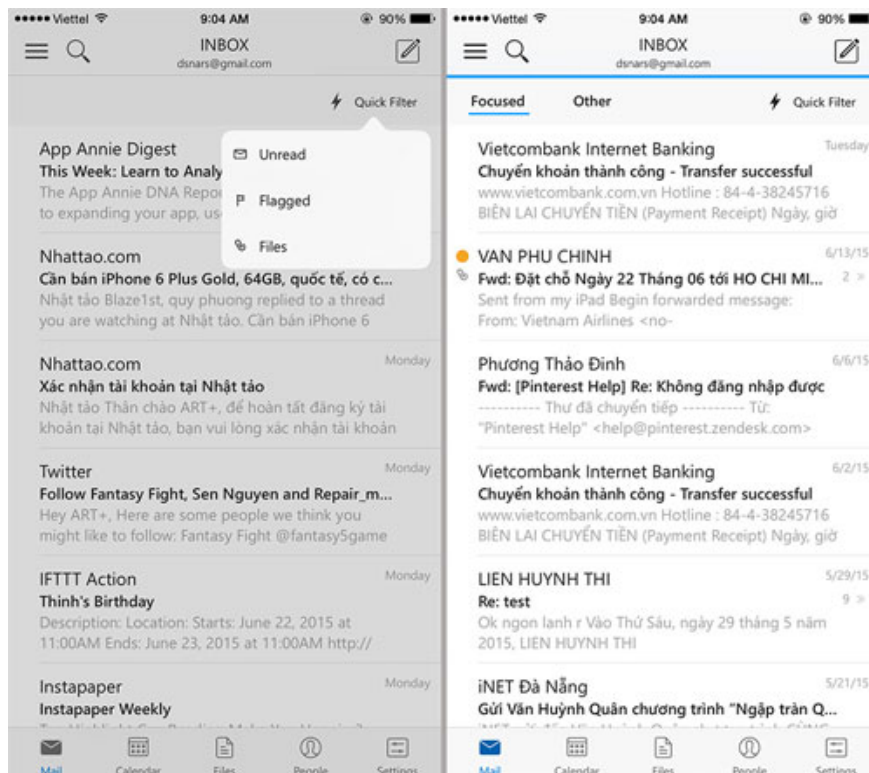 Viettel 9:04 AM 90%
INBOX
dsnars@gmail.com
Quick Filter
Unread
Flagged
Files
App Annie Digest
This Week: Learn to Analy
The App Annie DNA Repo
to expanding your app, us
Nhattao.com
Cần bán iPhone 6 Plus Gold, 64GB, quốc tế, có c...
Nhật tảo Blaze1st, quy phuong replied to a thread
you are watching at Nhật tảo. Cần bán iPhone 6
Nhattao.com Monday
Xác nhận tài khoản tại Nhật tảo
Nhật tảo Thân chào ART+, để hoàn tất đăng ký tài
khoản tại Nhật tảo, bạn vui lòng xác nhận tài khoản
Twitter Monday
Follow Fantasy Fight, Sen Nguyen and Repair_m...
Hey ART+, Here are some people we think you
might like to follow: Fantasy Fight @fantasy5game
IFTTT Action Monday
Thinh's Birthday
Description: Location: Starts: June 22, 2015 at
11:00AM Ends: June 23, 2015 at 11:00AM http://
Instapaper Monday
Instapaper Weekly
Mail Calendar Files People Settings
Viettel 9:04 AM 90%
INBOX
dsnars@gmail.com
Focused Other Quick Filter
Vietcombank Internet Banking Tuesday
Chuyển khoản thành công - Transfer successful
www.vietcombank.com.vn Hotline : 84-4-38245716
BIÊN LAI CHUYỂN TIỀN (Payment Receipt) Ngày, giờ
VAN PHU CHINH 6/13/15
Fwd: Đặt chỗ Ngày 22 Tháng 06 tới HO CHI MI... 2 »
Sent from my iPad Begin forwarded message:
From: Vietnam Airlines <no-
Phương Thảo Đinh 6/6/15
Fwd: [Pinterest Help] Re: Không đăng nhập được
---------- Thư đã chuyển tiếp ---------- Từ:
"Pinterest Help" <help@pinterest.zendesk.com>
Vietcombank Internet Banking 6/2/15
Chuyển khoản thành công - Transfer successful
www.vietcombank.com.vn Hotline : 84-4-38245716
BIÊN LAI CHUYỂN TIỀN (Payment Receipt) Ngày, giờ
LIEN HUYNH THI 5/29/15
Re: test 9 »
Ok ngon lanh r Vào Thứ Sáu, ngày 29 tháng 5 năm
2015, LIEN HUYNH THI
iNET Đà Nẵng 5/21/15
Gửi Văn Huỳnh Quân chương trình "Ngập tràn Q...
Mail Calendar Files People Settings